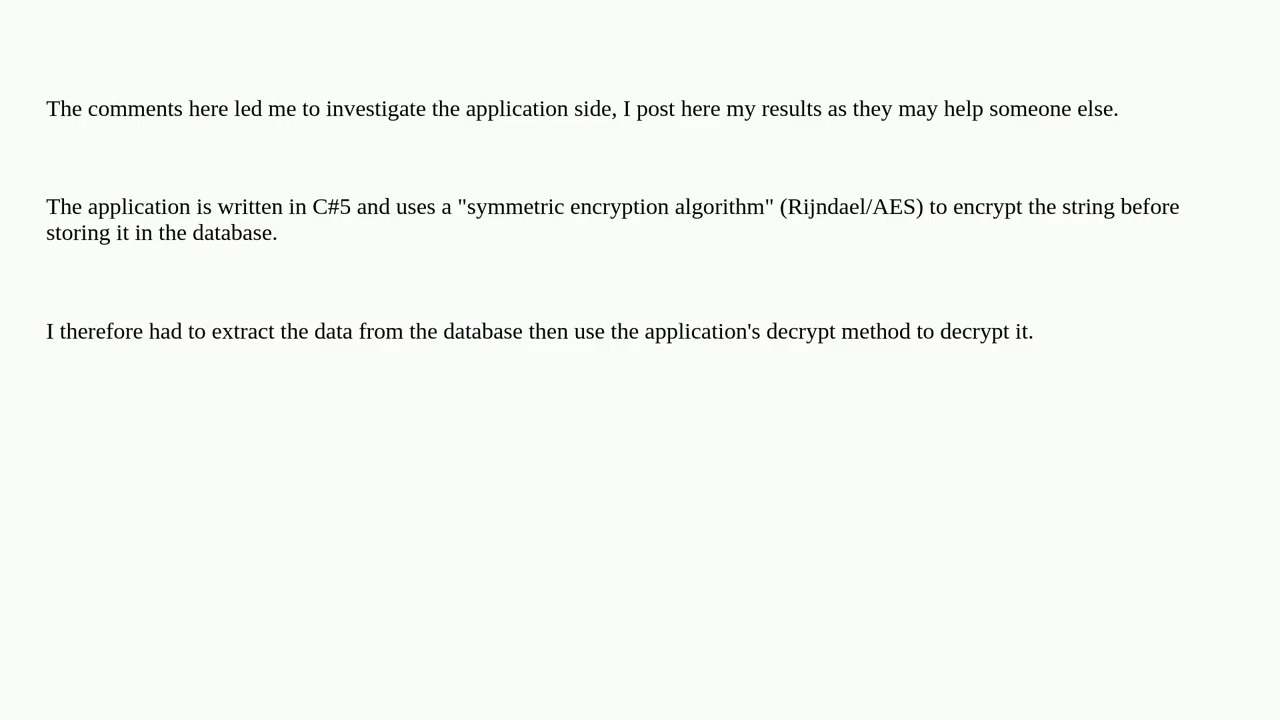 The comments here led me to investigate the application side, I post here my results as they may help someone else.
The application is written in C#5 and uses a "symmetric encryption algorithm" (Rijndael/AES) to encrypt the string before
storing it in the database.
I therefore had to extract the data from the database then use the application's decrypt method to decrypt it.